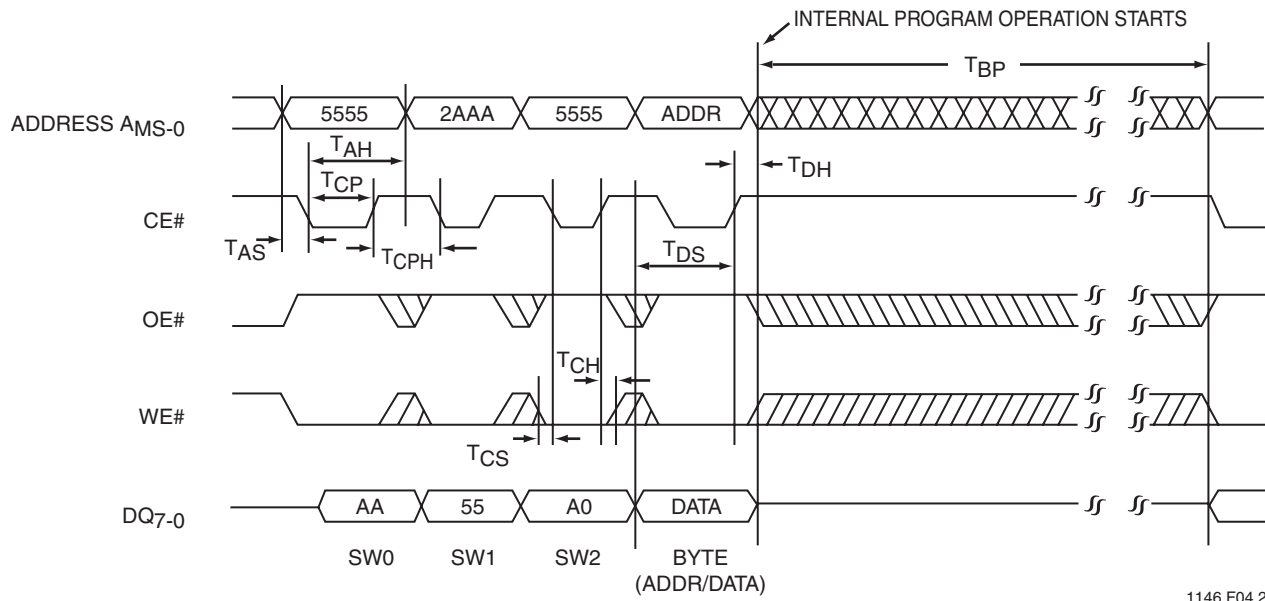 INTERNAL PROGRAM OPERATION STARTS
TBP
ADDRESS AMS-0
5555
2AAA
5555
ADDR
TAH
TDH
TCP
CE#
TAS
TCPH
TDS
OE#
TCH
WE#
TCS
DQ7-0
AA
55
A0
DATA
SW0
SW1
SW2
BYTE
(ADDR/DATA)
1146 F04.2